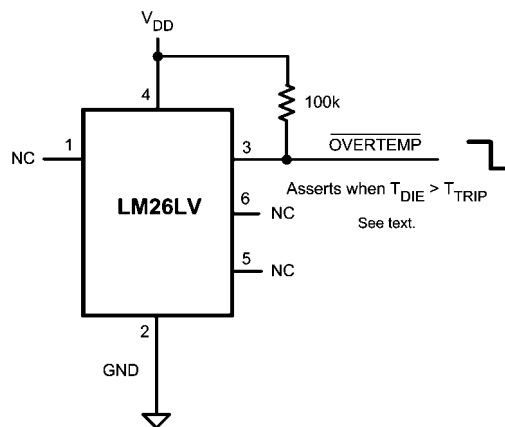 VDD
4
100k
1
NC
3
OVERTEMP
Asserts when TDIE > TTRIP
LM26LV
6
NC
See text.
5
NC
2
GND